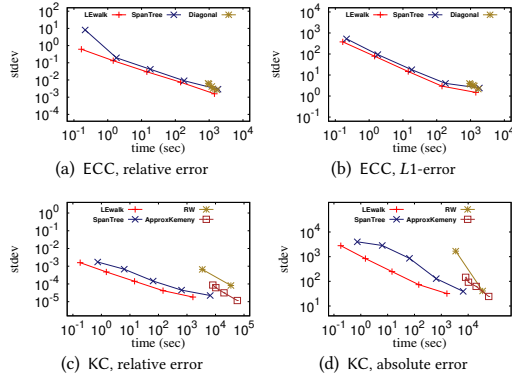 LEwalk SpanTree Diagonal
stdev
10^1
10^0
10^-1
10^-2
10^-3
10^-1 10^0 10^1 10^2 10^3 10^4
time (sec)
(a) ECC, relative error
LEwalk SpanTree Diagonal
stdev
10^4
10^3
10^2
10^1
10^0
10^-1
10^-1 10^0 10^1 10^2 10^3 10^4
time (sec)
(b) ECC, L1-error
LEwalk RW
SpanTree ApproxKemeny
stdev
10^0
10^-1
10^-2
10^-3
10^-4
10^-5
10^-1 10^0 10^1 10^2 10^3 10^4 10^5
time (sec)
(c) KC, relative error
LEwalk RW
SpanTree ApproxKemeny
stdev
10^4
10^3
10^2
10^1
10^-1 10^0 10^1 10^2 10^3 10^4
time (sec)
(d) KC, absolute error